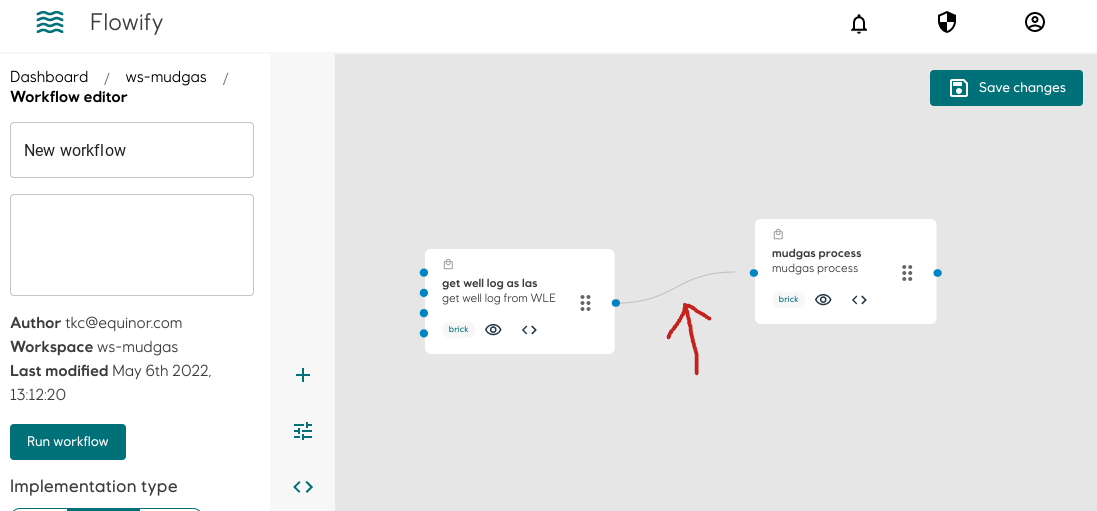 Flowify
Dashboard / ws-mudgas /
Workflow editor
New workflow
Author tkc@equinor.com
Workspace ws-mudgas
Last modified May 6th 2022,
13:12:20
Run workflow
Implementation type
Save changes
get well log as las
get well log from WLE
brick
mudgas process
mudgas process
brick